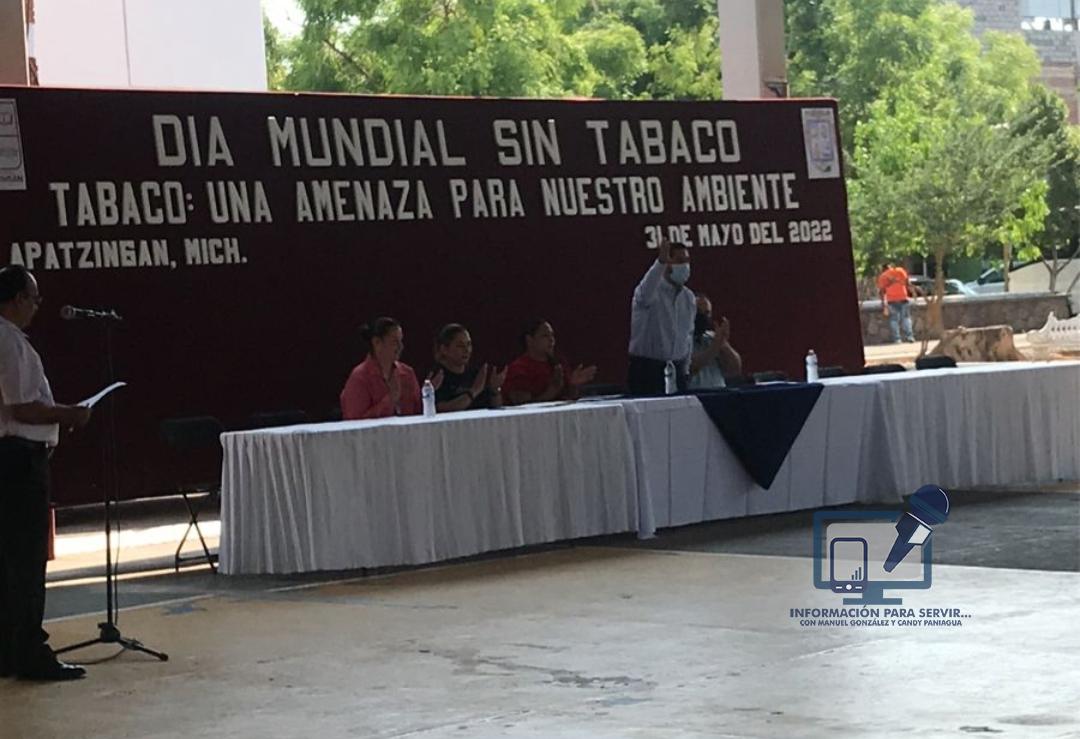 DIA MUNDIAL SIN TABACO
TABACO: UNA AMENAZA PARA NUESTRO AMBIENTE
APATZINGAN, MICH.
31 DE MAYO DEL 2022
INFORMACIÓN PARA SERVIR...
CON MANUEL GONZÁLEZ Y CANDY PANIAGUA